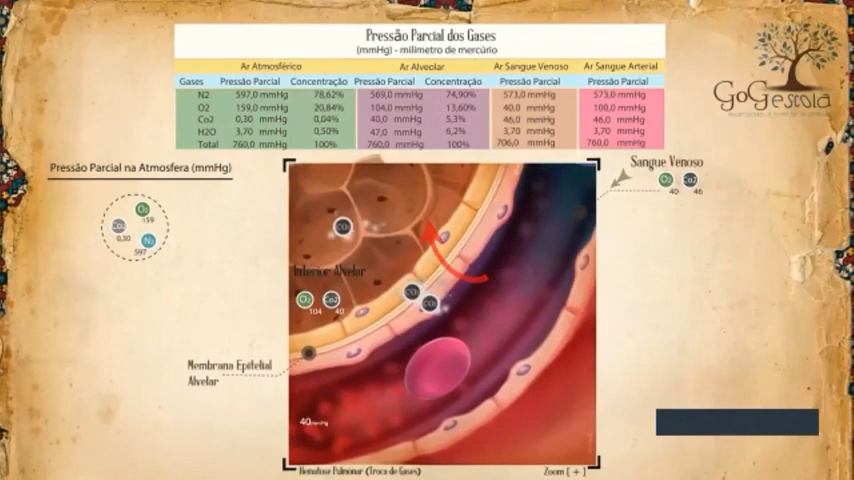 Pressão Parcial dos Gases
(mmHg) - milímetro de mercúrio
Ar Atmosférico Ar Alveolar Ar Sangue Venoso Ar Sangue Arterial
Gases Pressão Parcial Concentração Pressão Parcial Concentração Pressão Parcial Pressão Parcial
N2 597,0 mmHg 78,62% 569,0 mmHg 74,90% 573,0 mmHg 573,0 mmHg
O2 159,0 mmHg 20,84% 104,0 mmHg 13,60% 40,0 mmHg 100,0 mmHg
Co2 0,30 mmHg 0,04% 40,0 mmHg 5,3% 46,0 mmHg 46,0 mmHg
H2O 3,70 mmHg 0,50% 47,0 mmHg 6,2% 3,70 mmHg 3,70 mmHg
Total 760,0 mmHg 100% 760,0 mmHg 100% 706,0 mmHg 760,0 mmHg
GoGescola
Pressão Parcial na Atmosfera (mmHg)
O2
159
Co2
0,30
N2
597
Sangue Venoso
O2 Co2
40 46
CO2
Interior Alveolar
O2 Co2
104 40
CO2
CO2
Membrana Epitelial
Alveolar
40 mmHg
Hematose Pulmonar (Troca de Gases)
Zoom [ + ]